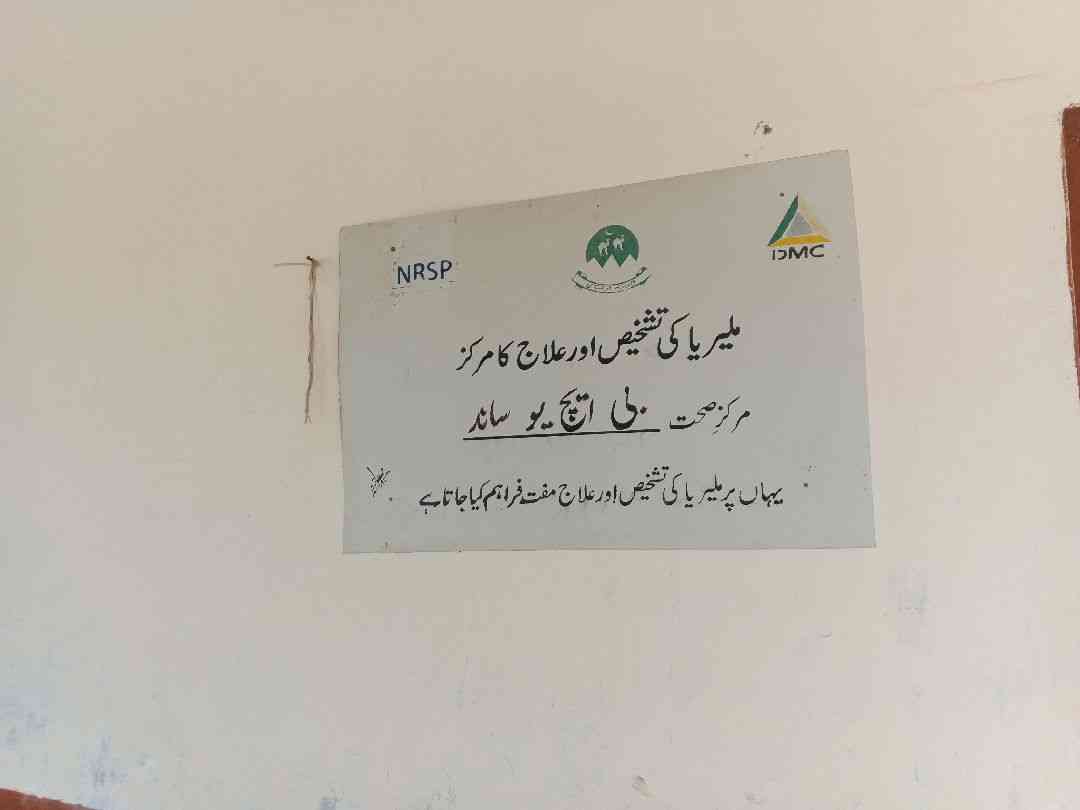 NRSP
DMC
ملیریا کی تشخیص اور علاج کا مرکز
مرکز صحت بی ایچ یو ساند
یہاں پر ملیریا کی تشخیص اور علاج مفت فراہم کیا جاتا ہے